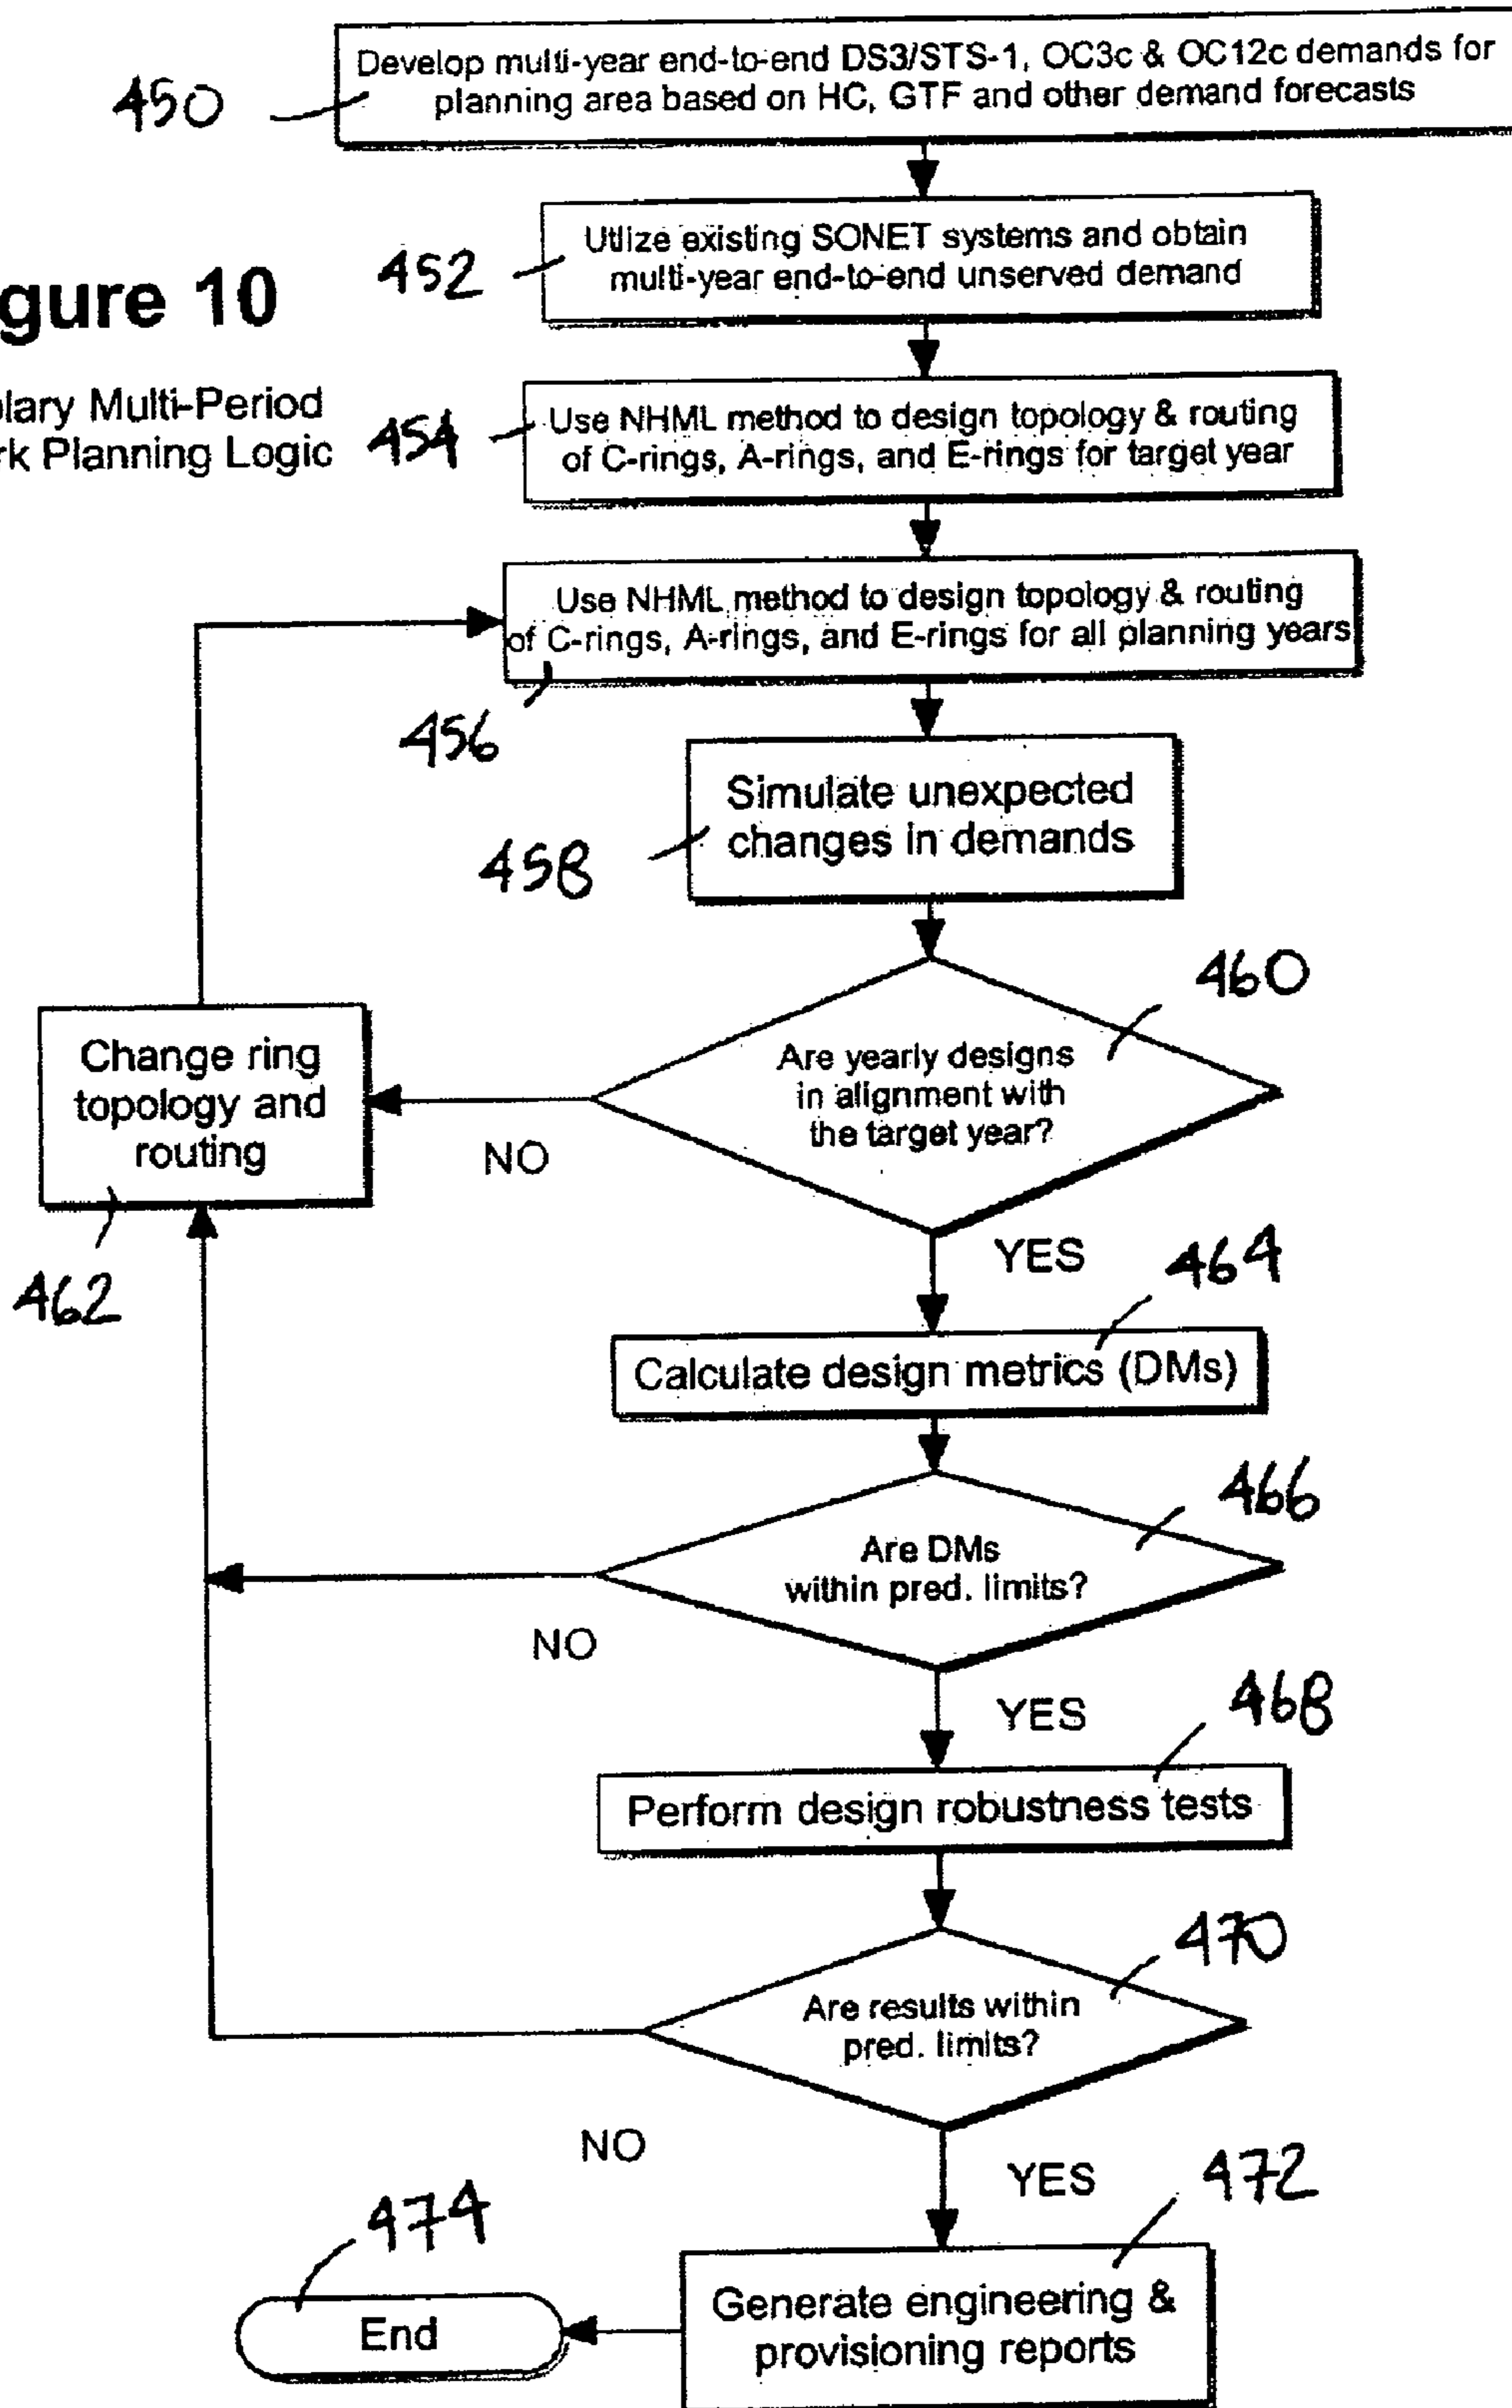 450
Develop multi-year end-to-end DS3/STS-1, OC3c & OC12c demands for
planning area based on HC, GTF and other demand forecasts
gure 10
452
Utilize existing SONET systems and obtain
multi-year end-to-end unserved demand
lary Multi-Period
rk Planning Logic
454
Use NHML method to design topology & routing
of C-rings, A-rings, and E-rings for target year
Use NHML method to design topology & routing
of C-rings, A-rings, and E-rings for all planning years
456
458
Simulate unexpected
changes in demands
460
Are yearly designs
in alignment with
the target year?
Change ring
topology and
routing
NO
462
YES
464
Calculate design metrics (DMs)
466
Are DMs
within pred. limits?
NO
YES
468
Perform design robustness tests
470
Are results within
pred. limits?
NO
YES
472
474
End
Generate engineering &
provisioning reports